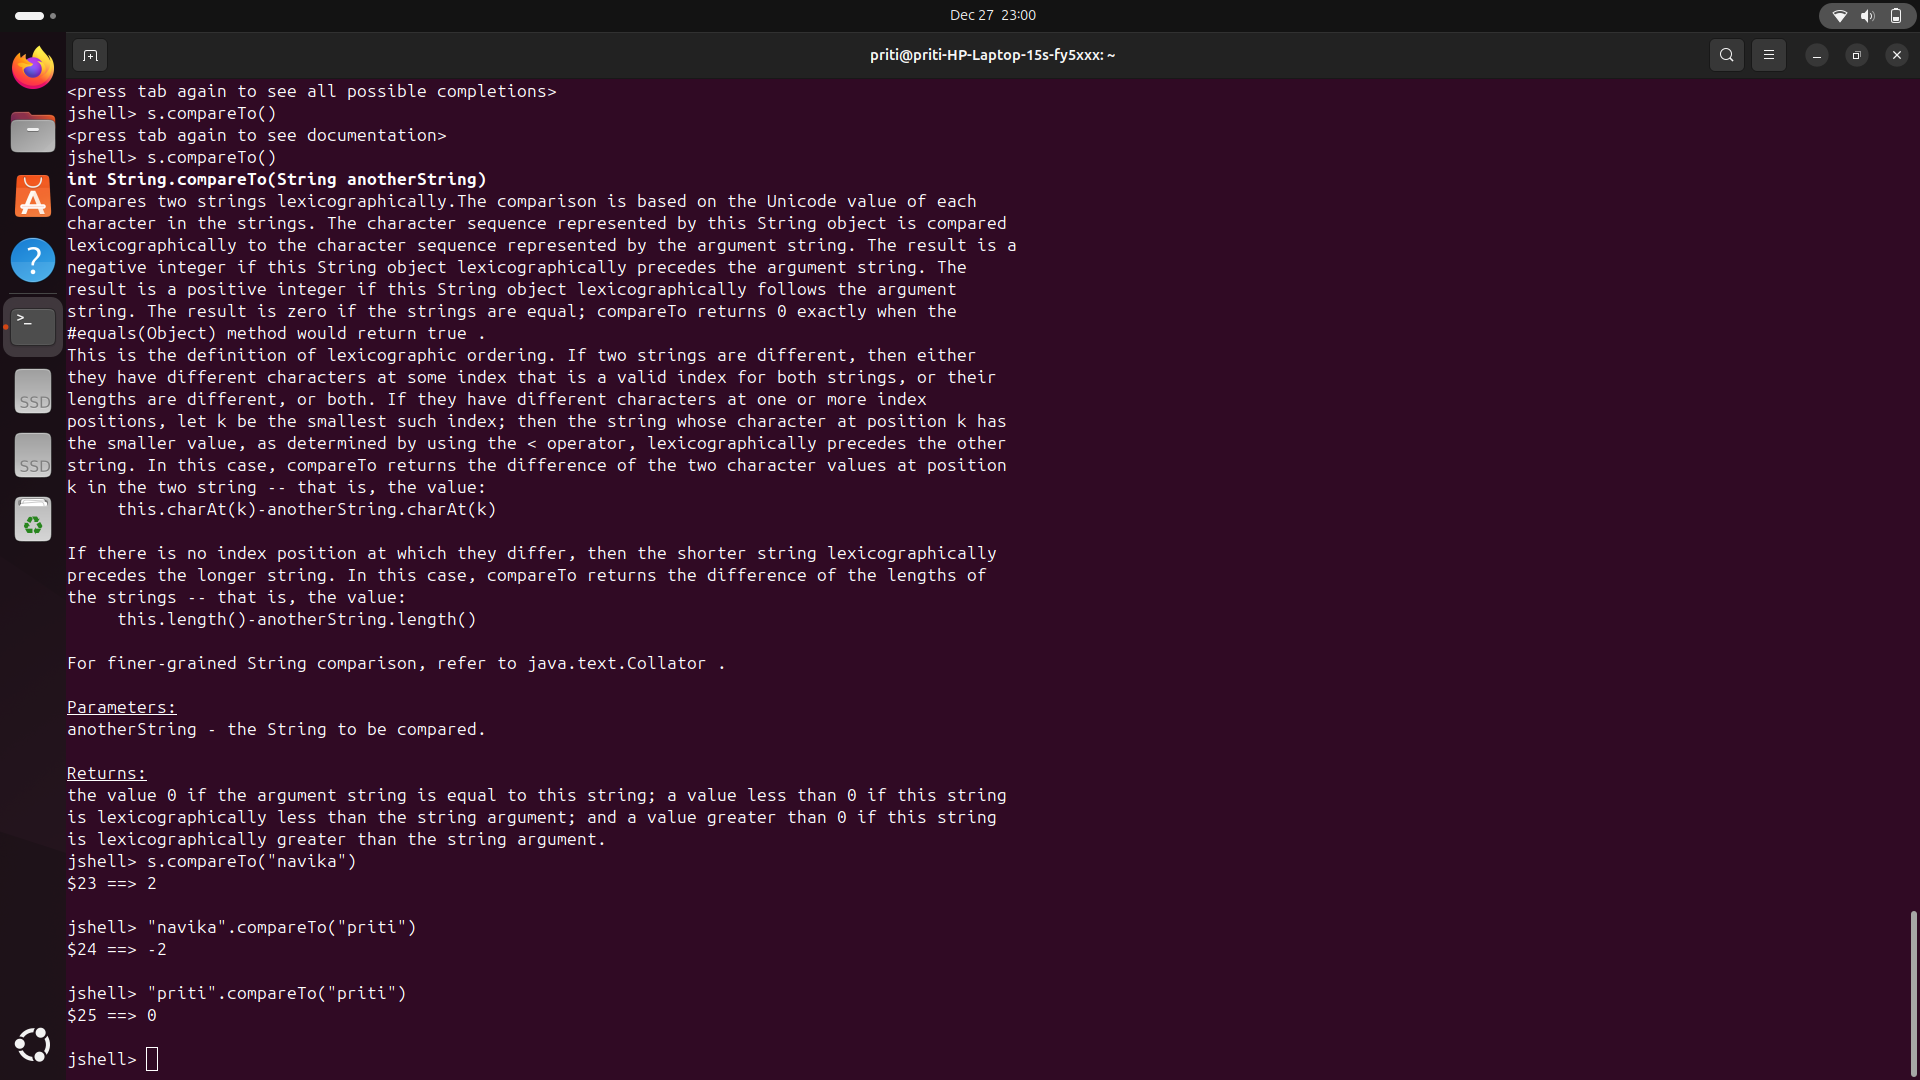 Dec 27 23:00
priti@priti-HP-Laptop-15s-fy5xxx: ~
<press tab again to see all possible completions>
jshell> s.compareTo()
<press tab again to see documentation>
jshell> s.compareTo()
int String.compareTo(String anotherString)
Compares two strings lexicographically.The comparison is based on the Unicode value of each
character in the strings. The character sequence represented by this String object is compared
lexicographically to the character sequence represented by the argument string. The result is a
negative integer if this String object lexicographically precedes the argument string. The
result is a positive integer if this String object lexicographically follows the argument
string. The result is zero if the strings are equal; compareTo returns 0 exactly when the
#equals(Object) method would return true .
This is the definition of lexicographic ordering. If two strings are different, then either
they have different characters at some index that is a valid index for both strings, or their
lengths are different, or both. If they have different characters at one or more index
positions, let k be the smallest such index; then the string whose character at position k has
the smaller value, as determined by using the < operator, lexicographically precedes the other
string. In this case, compareTo returns the difference of the two character values at position
k in the two string -- that is, the value:
     this.charAt(k)-anotherString.charAt(k)

If there is no index position at which they differ, then the shorter string lexicographically
precedes the longer string. In this case, compareTo returns the difference of the lengths of
the strings -- that is, the value:
     this.length()-anotherString.length()

For finer-grained String comparison, refer to java.text.Collator .

Parameters:
anotherString - the String to be compared.

Returns:
the value 0 if the argument string is equal to this string; a value less than 0 if this string
is lexicographically less than the string argument; and a value greater than 0 if this string
is lexicographically greater than the string argument.
jshell> s.compareTo("navika")
$23 ==> 2

jshell> "navika".compareTo("priti")
$24 ==> -2

jshell> "priti".compareTo("priti")
$25 ==> 0

jshell>
SSD
SSD